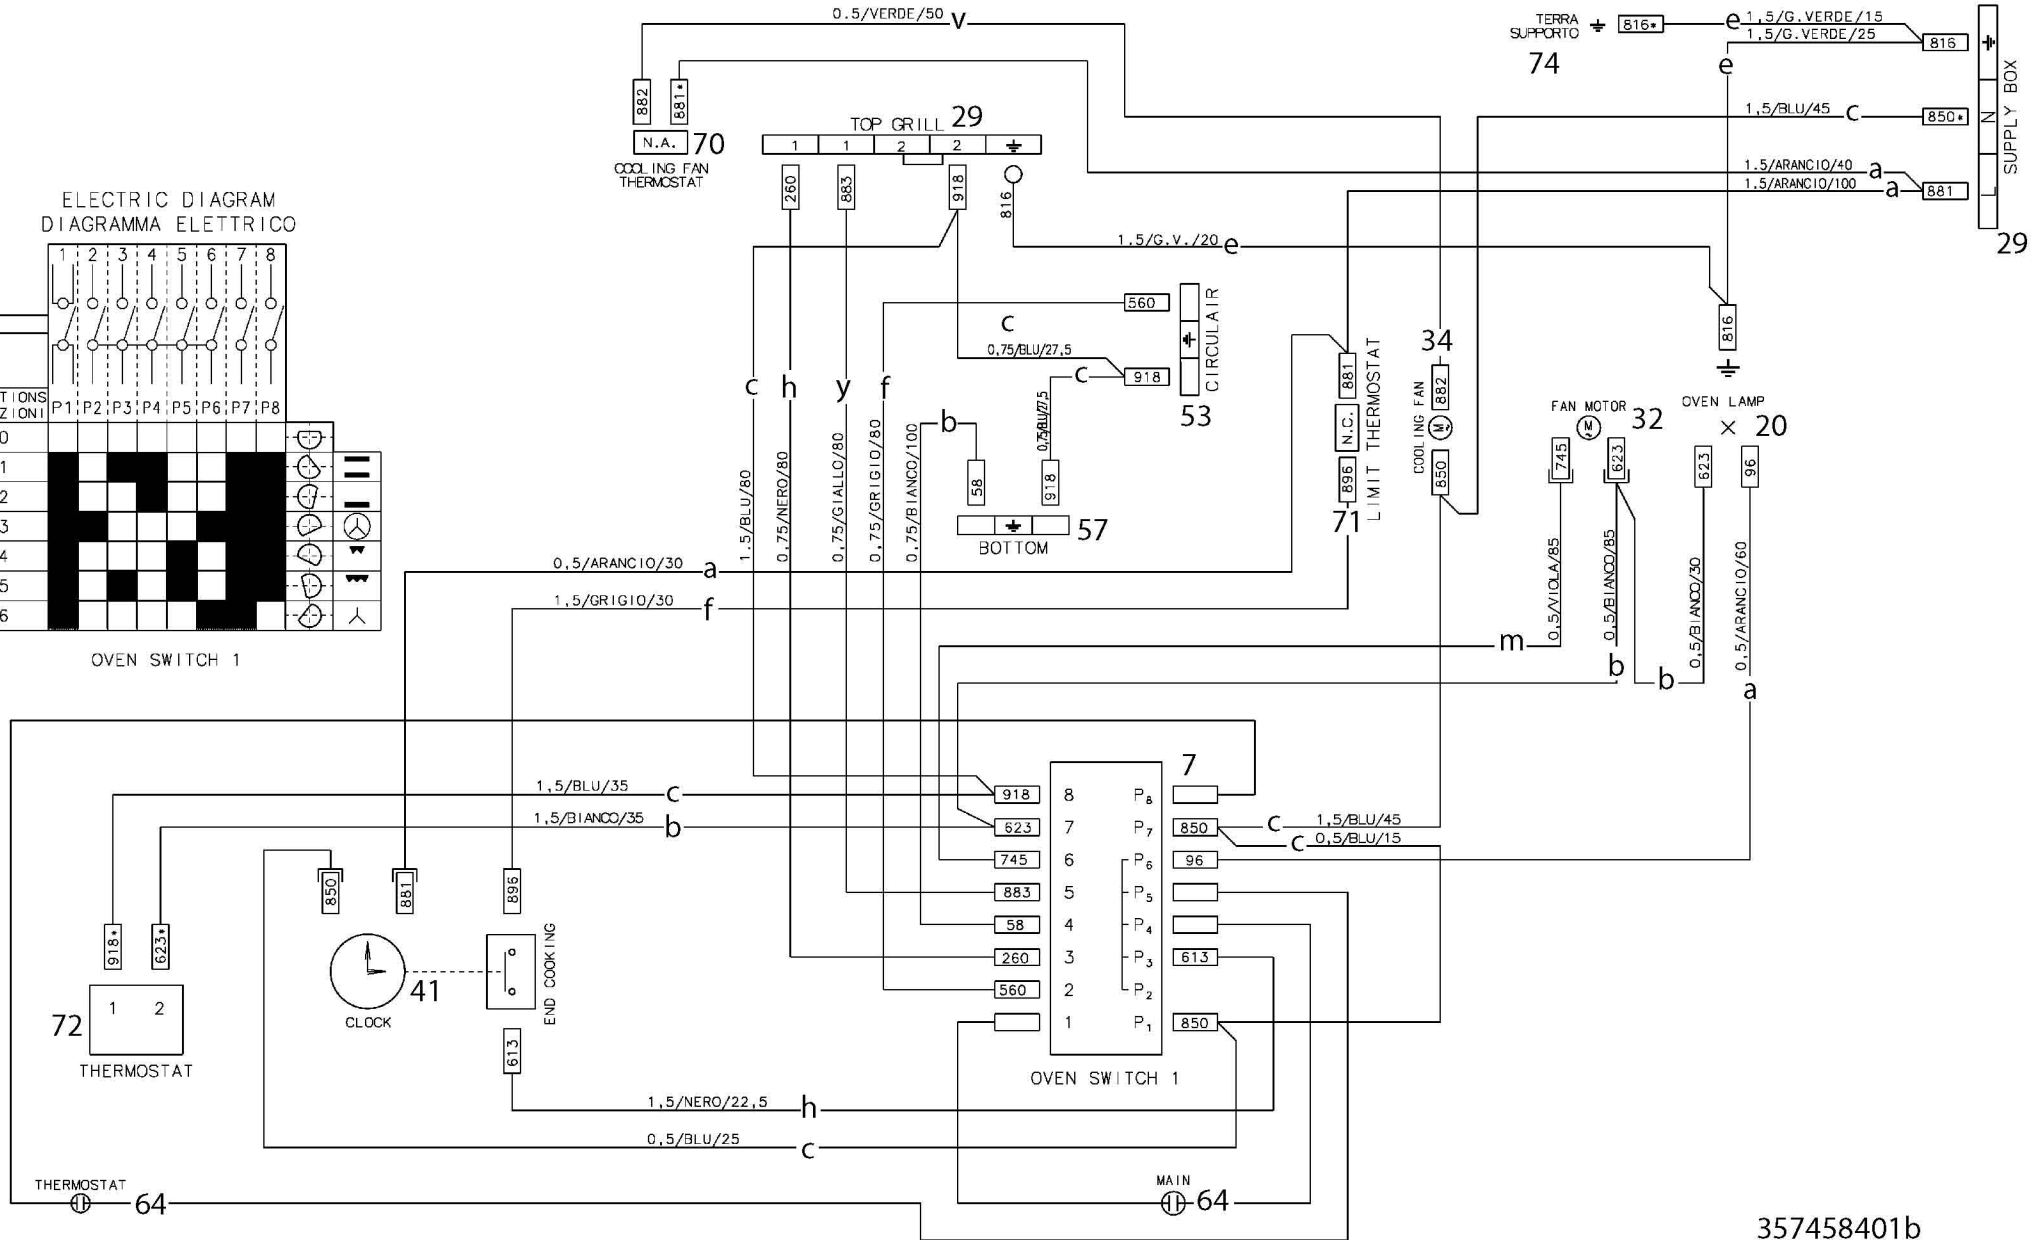 0.5/VERDE/50 v
TERRA
SUPPORTO
816*
74
e 1,5/G.VERDE/15
1,5/G.VERDE/25
e
816
1,5/BLU/45 c
850*
1.5/ARANCIO/40 a
1.5/ARANCIO/100 a
881
L N
SUPPLY BOX
29
882
881*
N.A. 70
COOLING FAN
THERMOSTAT
TOP GRILL 29
1 1 2 2
260
883
918
816
1.5/G.V./20 e
ELECTRIC DIAGRAM
DIAGRAMMA ELETTRICO
1 2 3 4 5 6 7 8
TIONS
ZIONI
P1 P2 P3 P4 P5 P6 P7 P8
0
1
2
3
4
5
6
OVEN SWITCH 1
560
c
0,75/BLU/27,5
c
918
CIRCULAIR
53
c h y f
b
1.5/BLU/80
0,75/NERO/80
0,75/GIALLO/80
0,75/GRIGIO/80
0,75/BIANCO/100
58
918
57
BOTTOM
881
N.C.
896
71
LIMIT THERMOSTAT
34
882
M
850
COOLING FAN
816
FAN MOTOR 32
M
745
623
OVEN LAMP
20
623
96
0,5/VIOLA/85
0,5/BIANCO/85
0,5/BIANCO/30
0,5/ARANCIO/60
0,5/ARANCIO/30 a
1,5/GRIGIO/30 f
m
b
b
a
7
1,5/BLU/35 c
918 8 P8
1,5/BIANCO/35 b
623 7 P7 850
c 1,5/BLU/45
c 0,5/BLU/15
745 6 P6 96
883 5 P5
58 4 P4
260 3 P3 613
560 2 P2
1 P1 850
OVEN SWITCH 1
850
881
896
918*
623*
1 2
72
THERMOSTAT
41
CLOCK
END COOKING
613
1,5/NERO/22,5 h
0,5/BLU/25 c
THERMOSTAT
64
MAIN
64
357458401b